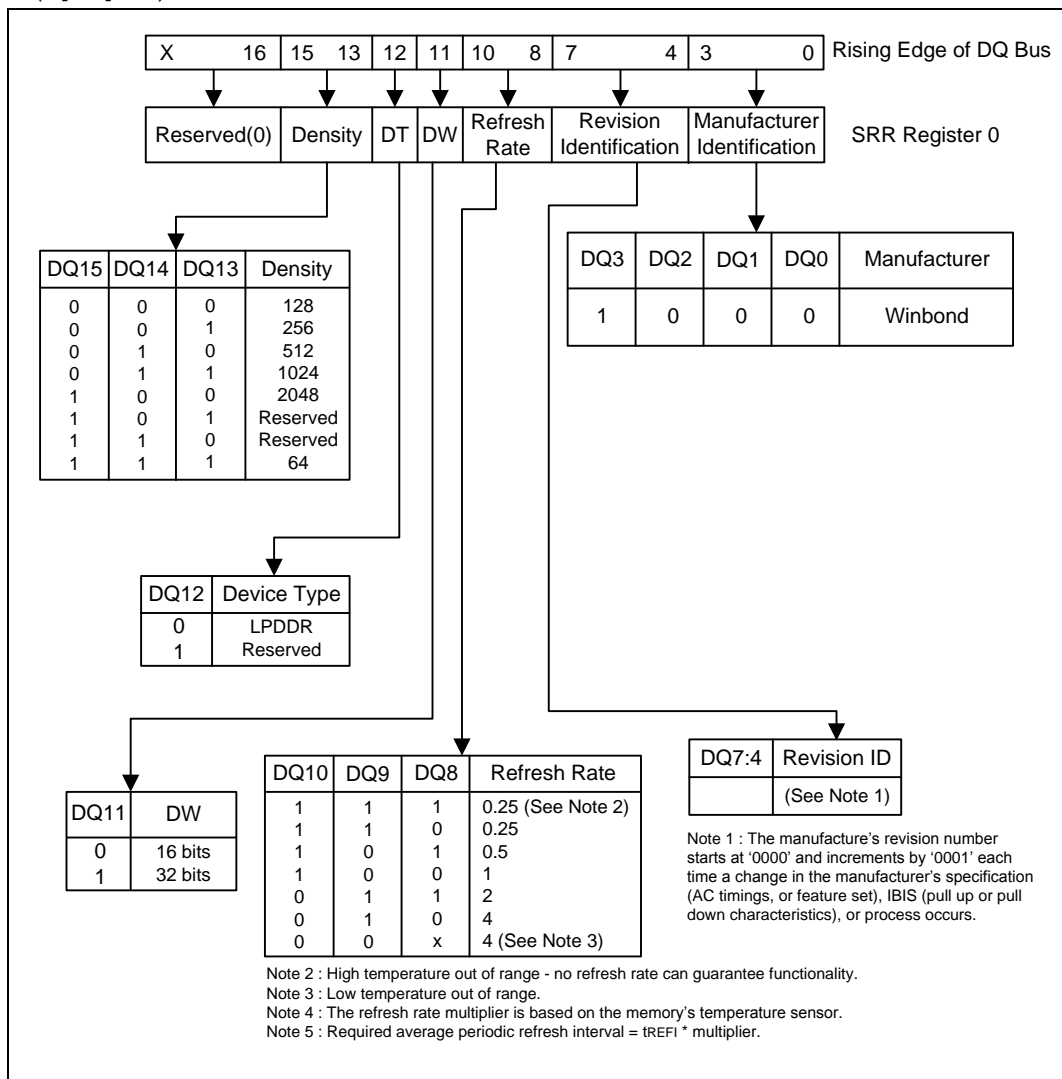 X 16 15 13 12 11 10 8 7 4 3 0 Rising Edge of DQ Bus
Reserved(0) Density DT DW Refresh Rate Revision Identification Manufacturer Identification SRR Register 0
DQ15 DQ14 DQ13 Density
0 0 0 128
0 0 1 256
0 1 0 512
0 1 1 1024
1 0 0 2048
1 0 1 Reserved
1 1 0 Reserved
1 1 1 64
DQ3 DQ2 DQ1 DQ0 Manufacturer
1 0 0 0 Winbond
DQ12 Device Type
0 LPDDR
1 Reserved
DQ11 DW
0 16 bits
1 32 bits
DQ10 DQ9 DQ8 Refresh Rate
1 1 1 0.25 (See Note 2)
1 1 0 0.25
1 0 1 0.5
1 0 0 1
0 1 1 2
0 1 0 4
0 0 x 4 (See Note 3)
DQ7:4 Revision ID
(See Note 1)
Note 1 : The manufacture's revision number
starts at '0000' and increments by '0001' each
time a change in the manufacturer's specification
(AC timings, or feature set), IBIS (pull up or pull
down characteristics), or process occurs.
Note 2 : High temperature out of range - no refresh rate can guarantee functionality.
Note 3 : Low temperature out of range.
Note 4 : The refresh rate multiplier is based on the memory's temperature sensor.
Note 5 : Required average periodic refresh interval = tREFI * multiplier.